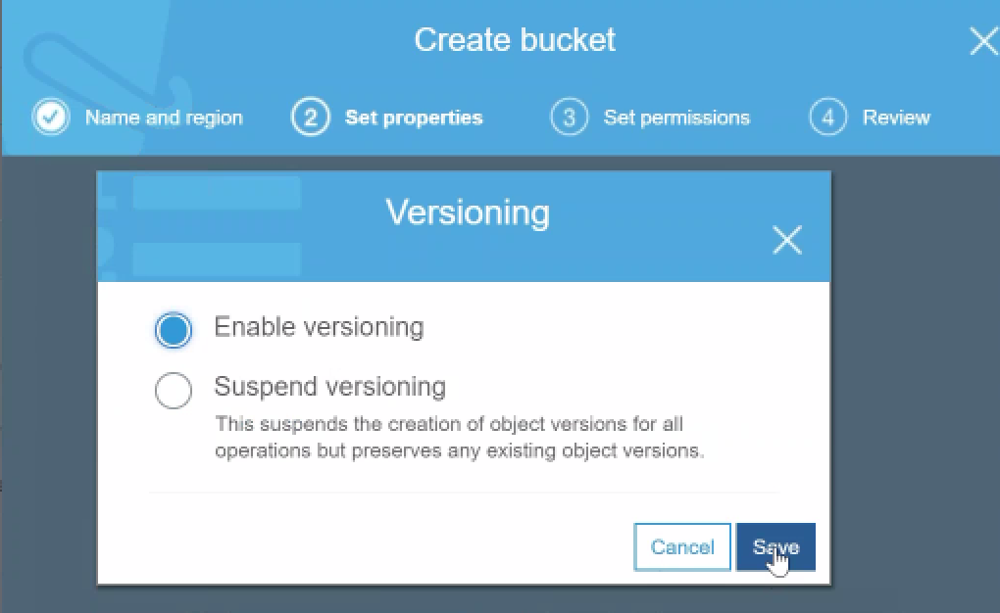 Create bucket
Name and region
2 Set properties
3 Set permissions
4 Review
Versioning
Enable versioning
Suspend versioning
This suspends the creation of object versions for all
operations but preserves any existing object versions.
Cancel
Save